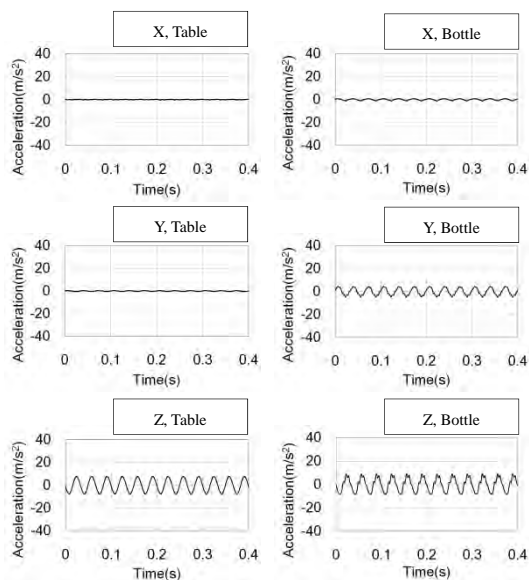 X, Table
Acceleration(m/s²)
40
20
0
-20
-40
0 0.1 0.2 0.3 0.4
Time(s)
X, Bottle
Acceleration(m/s²)
40
20
0
-20
-40
0 0.1 0.2 0.3 0.4
Time(s)
Y, Table
Acceleration(m/s²)
40
20
0
-20
-40
0 0.1 0.2 0.3 0.4
Time(s)
Y, Bottle
Acceleration(m/s²)
40
20
0
-20
-40
0 0.1 0.2 0.3 0.4
Time(s)
Z, Table
Acceleration(m/s²)
40
20
0
-20
-40
0 0.1 0.2 0.3 0.4
Time(s)
Z, Bottle
Acceleration(m/s²)
40
20
0
-20
-40
0 0.1 0.2 0.3 0.4
Time(s)